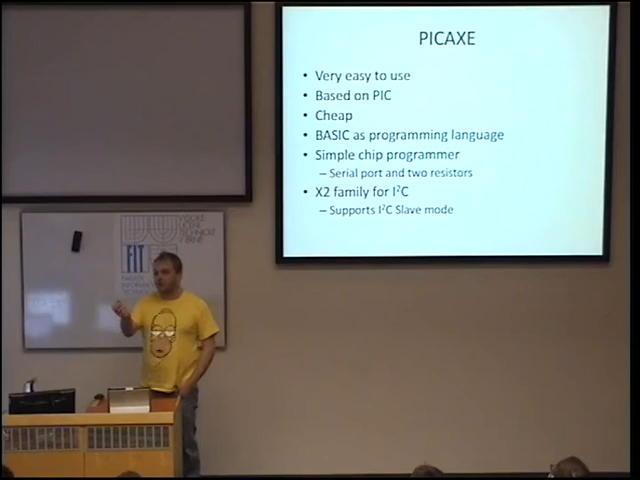 PICAXE
• Very easy to use
• Based on PIC
• Cheap
• BASIC as programming language
• Simple chip programmer
– Serial port and two resistors
• X2 family for I²C
– Supports I²C Slave mode
FIT